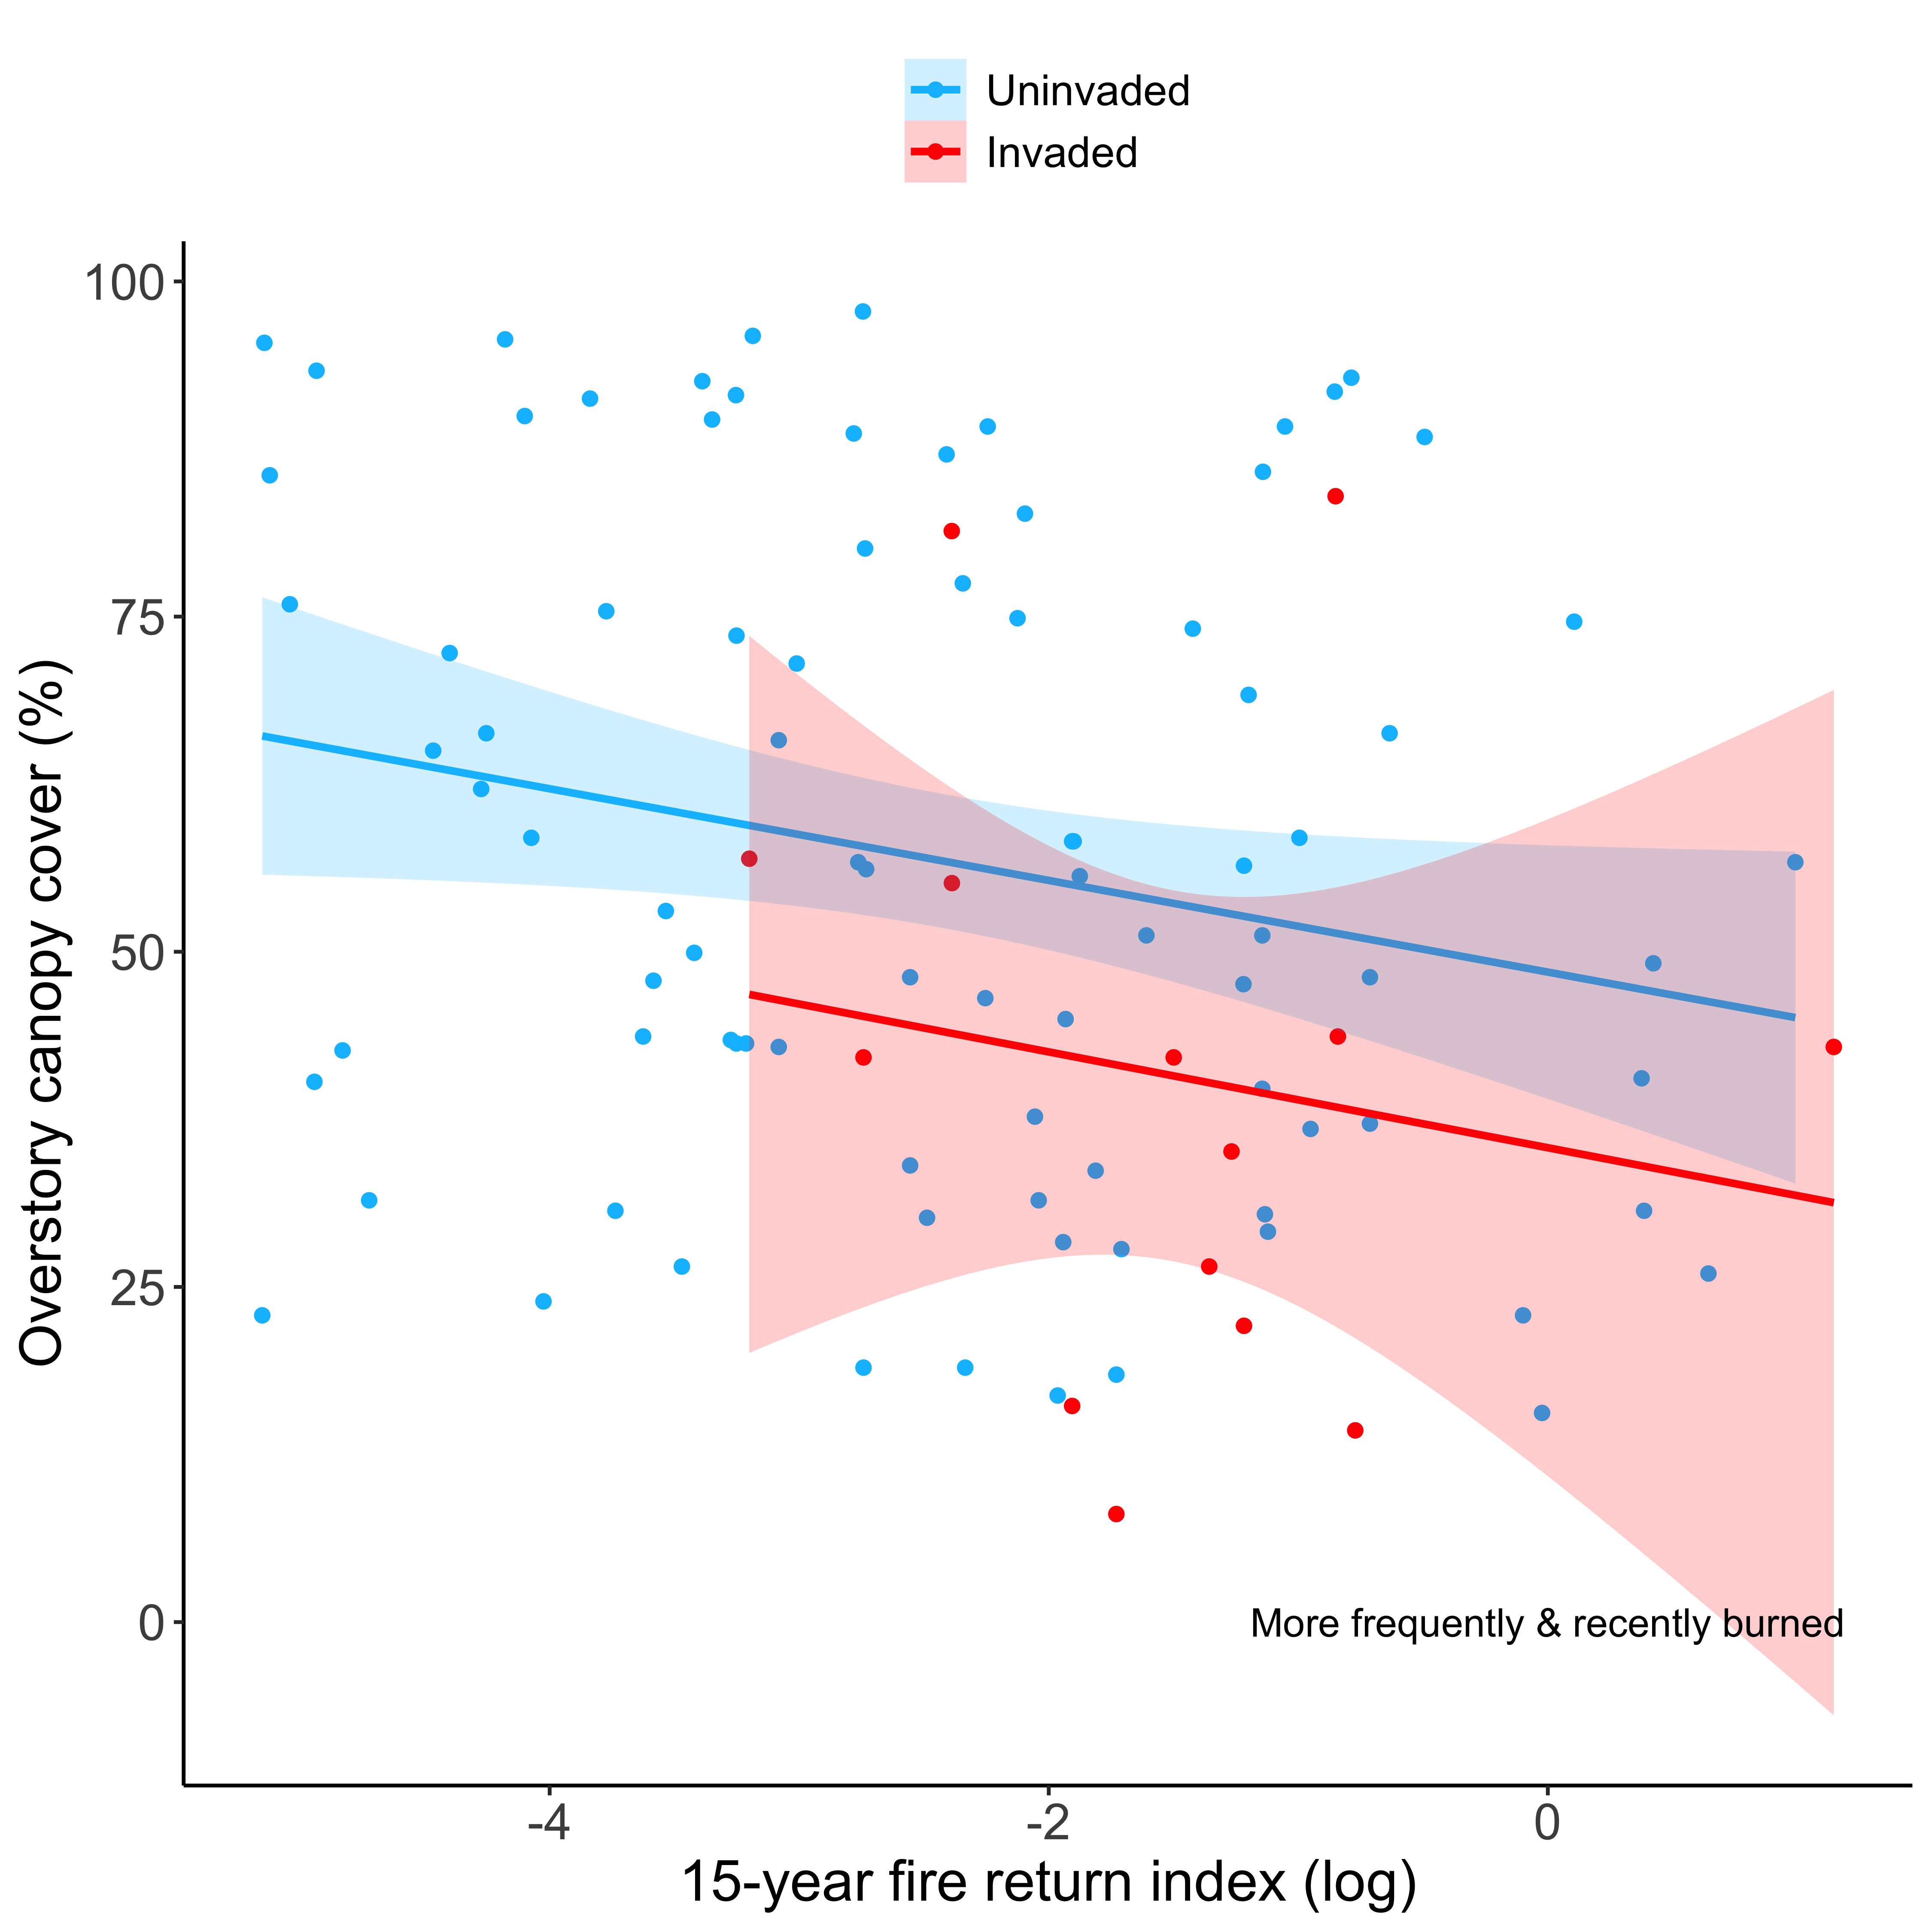 Uninvaded
Invaded
100
75
50
25
0
Overstory canopy cover (%)
More frequently & recently burned
-4
-2
0
15-year fire return index (log)